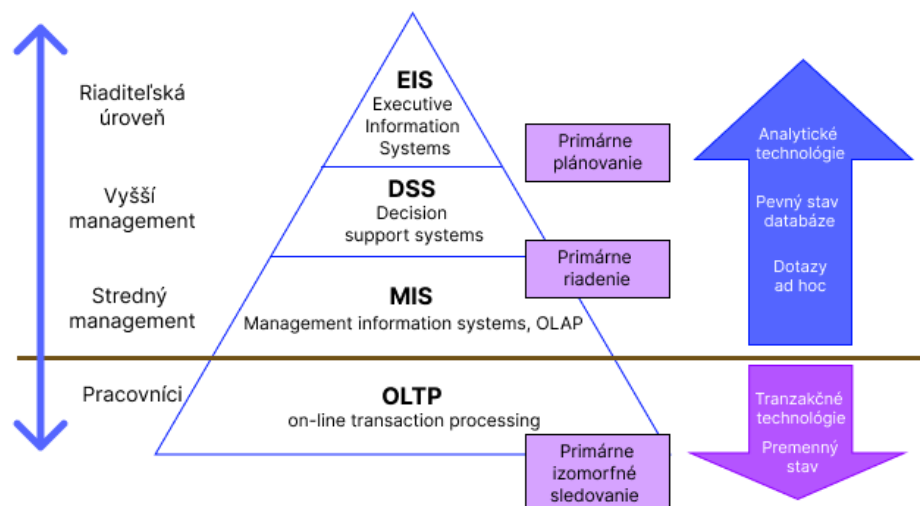 Riaditeľská
úroveň
EIS
Executive
Information
Systems
Primárne
plánovanie
Analytické
technológie
Vyšší
management
DSS
Decision
support systems
Pevný stav
databáze
Primárne
riadenie
Dotazy
ad hoc
Stredný
management
MIS
Management information systems, OLAP
Pracovníci
OLTP
on-line transaction processing
Tranzakčné
technológie
Premenný
stav
Primárne
izomorfné
sledovanie